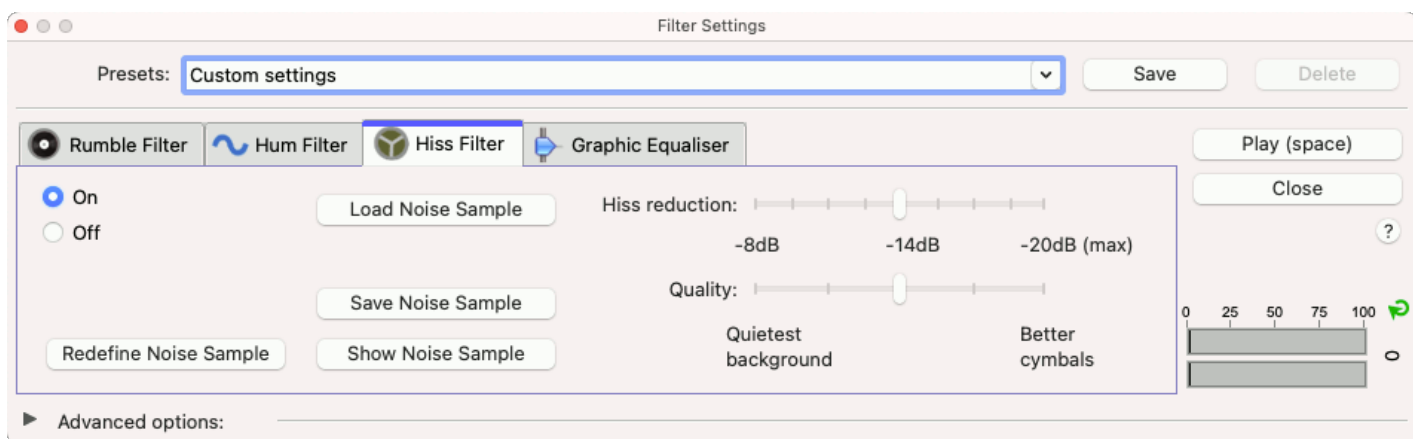 Filter Settings
Presets: Custom settings Save Delete
Rumble Filter Hum Filter Hiss Filter Graphic Equaliser Play (space)
On Load Noise Sample Hiss reduction: Close
Off ?
-8dB -14dB -20dB (max)
Save Noise Sample Quality:
0 25 50 75 100
Quietest background Better cymbals
Redefine Noise Sample Show Noise Sample 0
Advanced options: